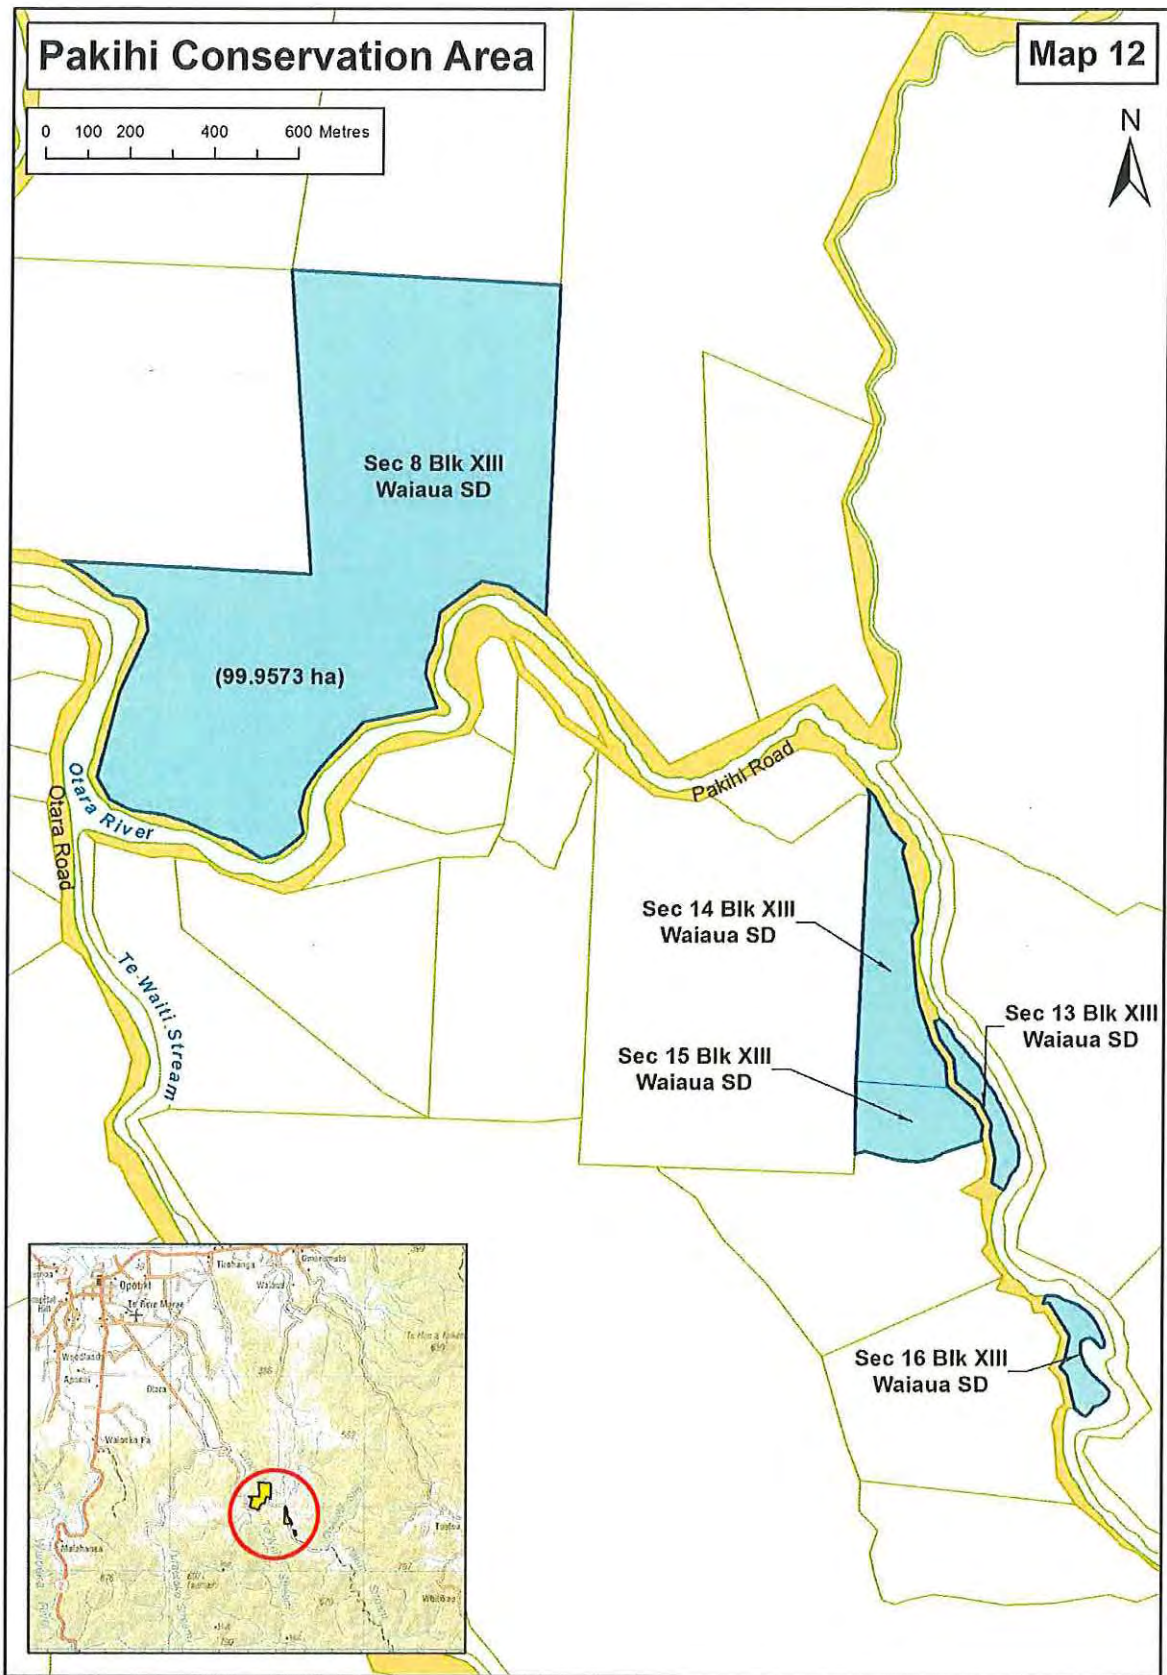 Pakihi Conservation Area
Map 12
0 100 200 400 600 Metres
N
Sec 8 Blk XIII
Waiaua SD
(99.9573 ha)
Otara River
Otara Road
Pakihi Road
Te Waiti Stream
Sec 14 Blk XIII
Waiaua SD
Sec 13 Blk XIII
Waiaua SD
Sec 15 Blk XIII
Waiaua SD
Sec 16 Blk XIII
Waiaua SD
Tirohanga
Opotiki
Hill
Te Rere Marae
Woodlands
Apanui
Otara
Waioeka Pa
Matahanea